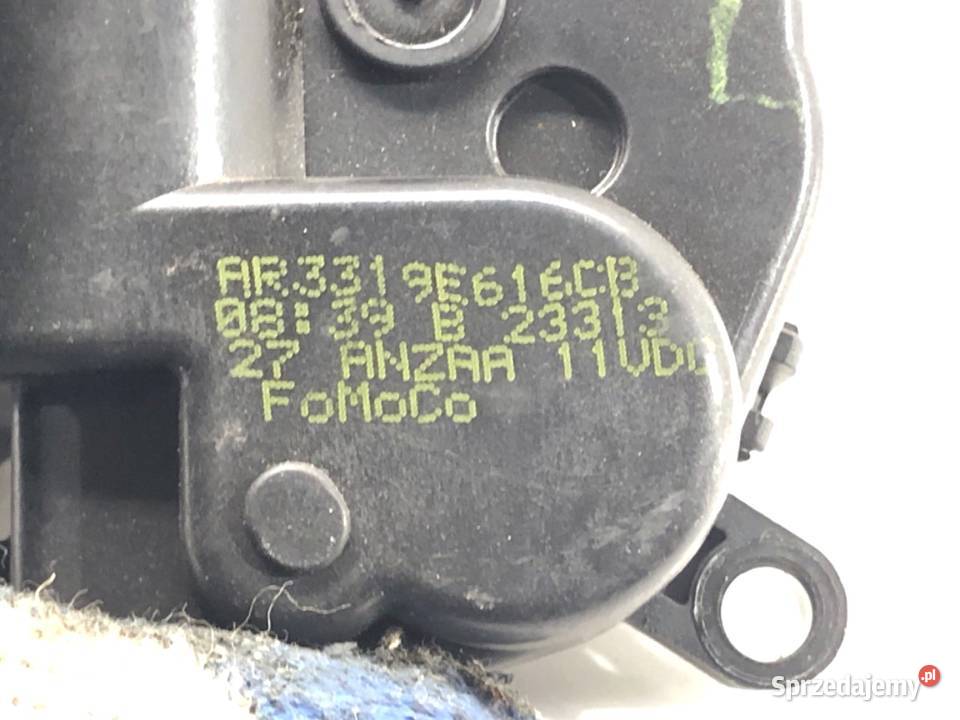 AR3319E616CB
08:39 B 23313
27 ANZAA 11VDC
FoMoCo
Sprzedajemy.pl